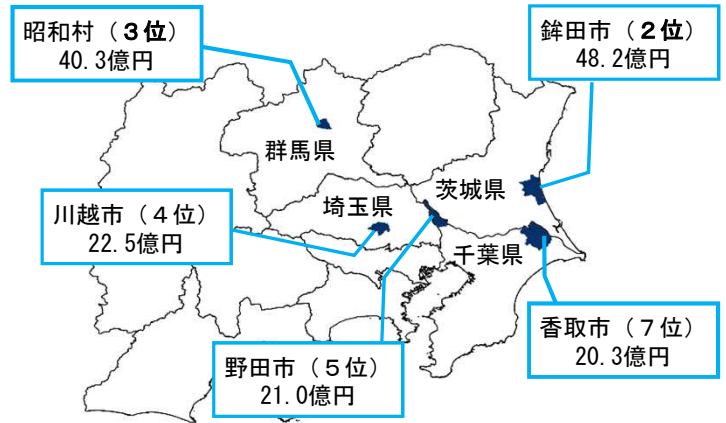 昭和村（３位）
40.3億円
鉾田市（２位）
48.2億円
群馬県
茨城県
埼玉県
川越市（４位）
22.5億円
千葉県
香取市（７位）
20.3億円
野田市（５位）
21.0億円